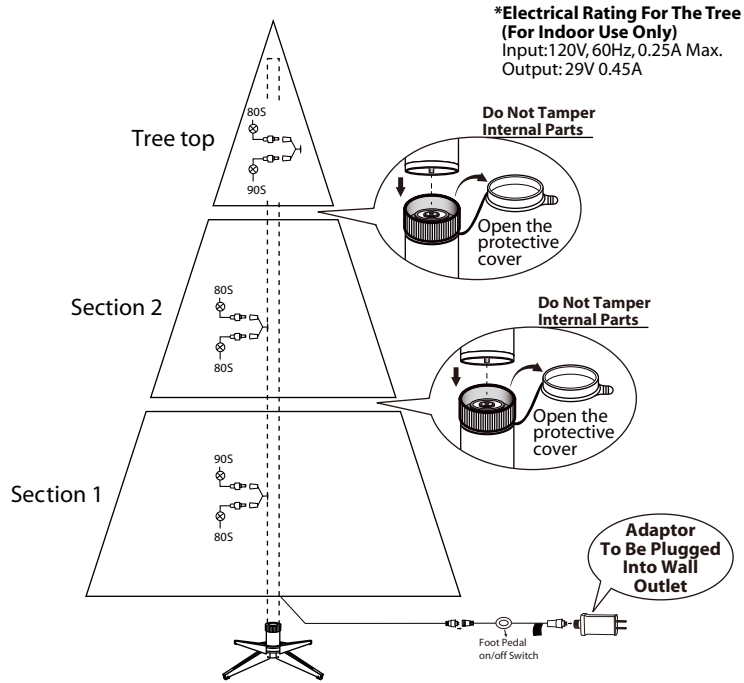 *Electrical Rating For The Tree
(For Indoor Use Only)
Input:120V, 60Hz, 0.25A Max.
Output: 29V 0.45A
Do Not Tamper
Internal Parts
80S
Tree top
90S
Open the
protective
cover
80S
Section 2
80S
Do Not Tamper
Internal Parts
Open the
protective
cover
90S
Section 1
80S
Adaptor
To Be Plugged
Into Wall
Outlet
Foot Pedal
on/off Switch